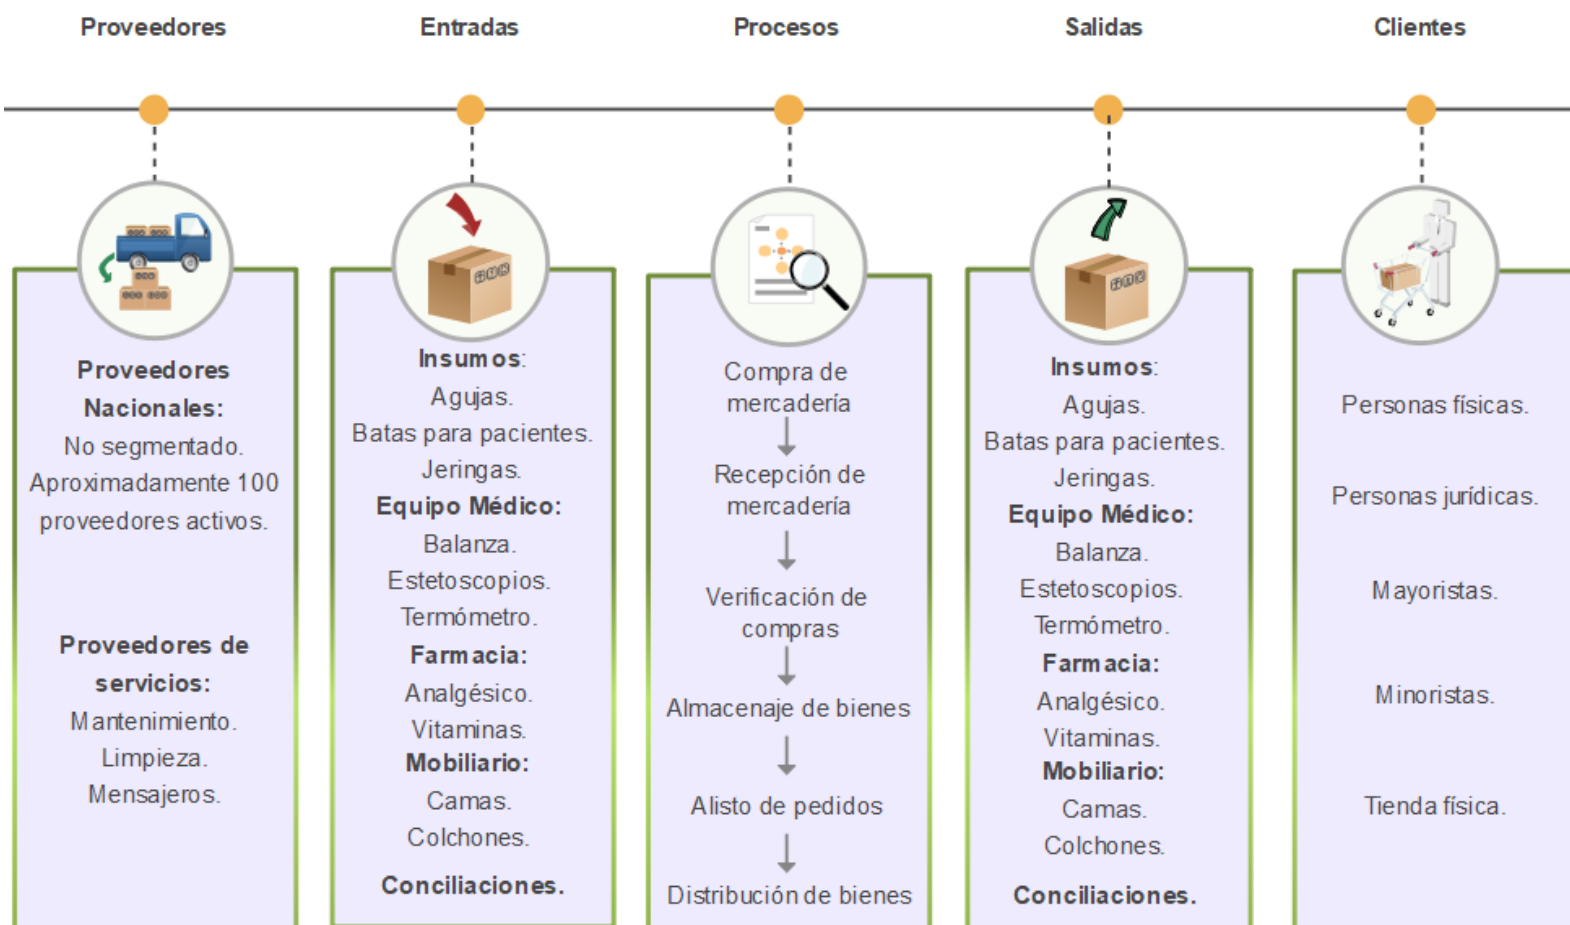 Proveedores
Entradas
Procesos
Salidas
Clientes
Proveedores
Nacionales:
No segmentado.
Aproximadamente 100
proveedores activos.
Proveedores de
servicios:
Mantenimiento.
Limpieza.
Mensajeros.
Insumos:
Agujas.
Batas para pacientes.
Jeringas.
Equipo Médico:
Balanza.
Estetoscopios.
Termómetro.
Farmacia:
Analgésico.
Vitaminas.
Mobiliario:
Camas.
Colchones.
Conciliaciones.
Compra de
mercadería
Recepción de
mercadería
Verificación de
compras
Almacenaje de bienes
Alisto de pedidos
Distribución de bienes
Insumos:
Agujas.
Batas para pacientes.
Jeringas.
Equipo Médico:
Balanza.
Estetoscopios.
Termómetro.
Farmacia:
Analgésico.
Vitaminas.
Mobiliario:
Camas.
Colchones.
Conciliaciones.
Personas físicas.
Personas jurídicas.
Mayoristas.
Minoristas.
Tienda física.